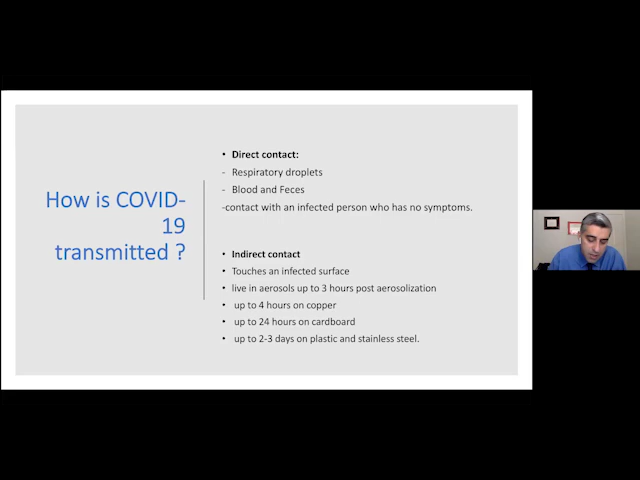 How is COVID-
19
transmitted ?
• Direct contact:
- Respiratory droplets
- Blood and Feces
-contact with an infected person who has no symptoms.
• Indirect contact
• Touches an infected surface
• live in aerosols up to 3 hours post aerosolization
• up to 4 hours on copper
• up to 24 hours on cardboard
• up to 2-3 days on plastic and stainless steel.